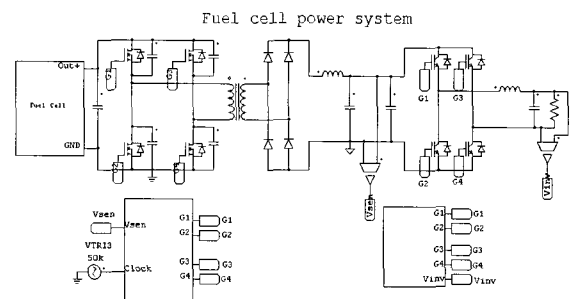 Fuel cell power system
Out+
Fuel Cell
GND
G3
G1
G3
G2
G4
Vsen
Vinv
Vsen
Vsen
VTRI3
50k
Clock
G1
G1
G2
G2
G3
G3
G4
G4
G1
G1
G2
G2
G3
G3
G4
G4
Vinv
Vinv